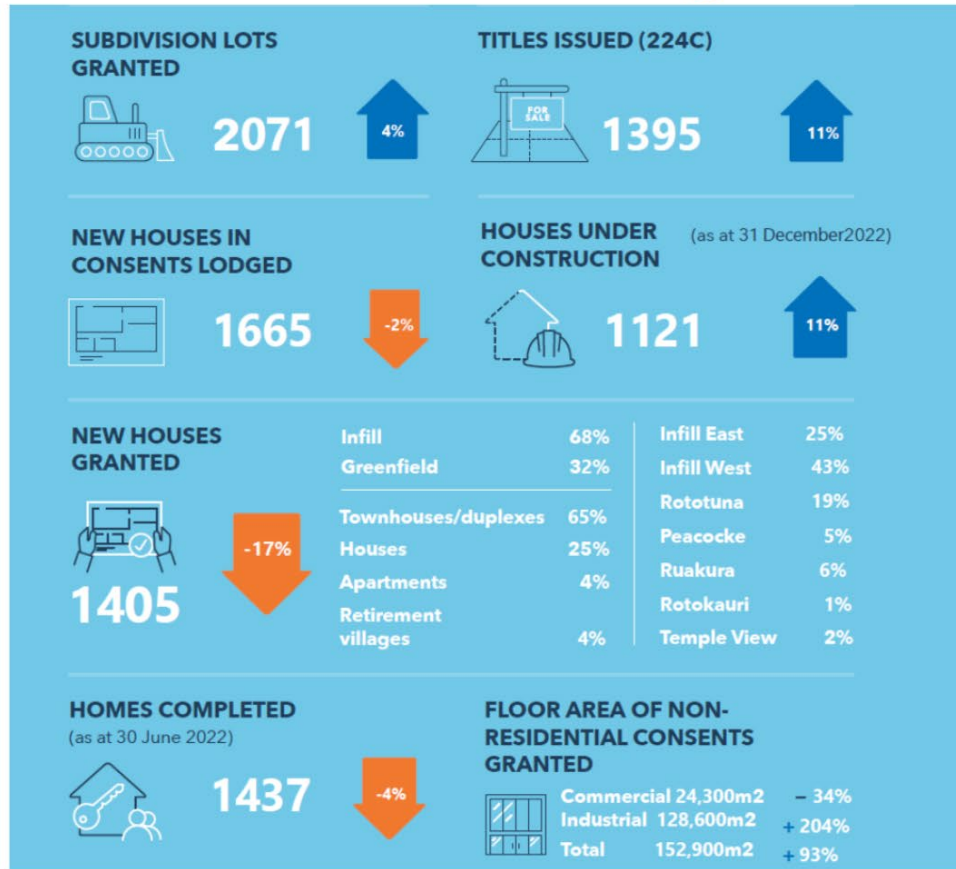 SUBDIVISION LOTS
GRANTED
2071
4%
TITLES ISSUED (224C)
FOR
SALE
1395
11%
NEW HOUSES IN
CONSENTS LODGED
1665
-2%
HOUSES UNDER
CONSTRUCTION
(as at 31 December2022)
1121
11%
NEW HOUSES
GRANTED
1405
-17%
Infill 68%
Greenfield 32%
Townhouses/duplexes 65%
Houses 25%
Apartments 4%
Retirement
villages 4%
Infill East 25%
Infill West 43%
Rototuna 19%
Peacocke 5%
Ruakura 6%
Rotokauri 1%
Temple View 2%
HOMES COMPLETED
(as at 30 June 2022)
1437
-4%
FLOOR AREA OF NON-
RESIDENTIAL CONSENTS
GRANTED
Commercial 24,300m2 – 34%
Industrial 128,600m2 + 204%
Total 152,900m2 + 93%